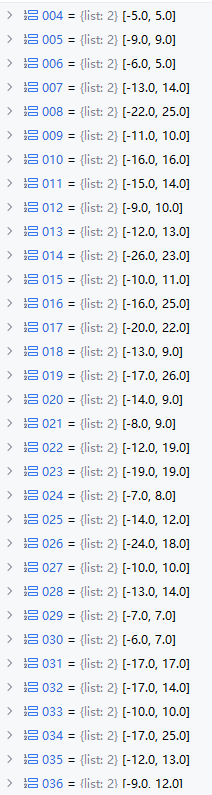 004 = {list: 2} [-5.0, 5.0]
005 = {list: 2} [-9.0, 9.0]
006 = {list: 2} [-6.0, 5.0]
007 = {list: 2} [-13.0, 14.0]
008 = {list: 2} [-22.0, 25.0]
009 = {list: 2} [-11.0, 10.0]
010 = {list: 2} [-16.0, 16.0]
011 = {list: 2} [-15.0, 14.0]
012 = {list: 2} [-9.0, 10.0]
013 = {list: 2} [-12.0, 13.0]
014 = {list: 2} [-26.0, 23.0]
015 = {list: 2} [-10.0, 11.0]
016 = {list: 2} [-16.0, 25.0]
017 = {list: 2} [-20.0, 22.0]
018 = {list: 2} [-13.0, 9.0]
019 = {list: 2} [-17.0, 26.0]
020 = {list: 2} [-14.0, 9.0]
021 = {list: 2} [-8.0, 9.0]
022 = {list: 2} [-12.0, 19.0]
023 = {list: 2} [-19.0, 19.0]
024 = {list: 2} [-7.0, 8.0]
025 = {list: 2} [-14.0, 12.0]
026 = {list: 2} [-24.0, 18.0]
027 = {list: 2} [-10.0, 10.0]
028 = {list: 2} [-13.0, 14.0]
029 = {list: 2} [-7.0, 7.0]
030 = {list: 2} [-6.0, 7.0]
031 = {list: 2} [-17.0, 17.0]
032 = {list: 2} [-17.0, 14.0]
033 = {list: 2} [-10.0, 10.0]
034 = {list: 2} [-17.0, 25.0]
035 = {list: 2} [-12.0, 13.0]
036 = {list: 2} [-9.0, 12.0]